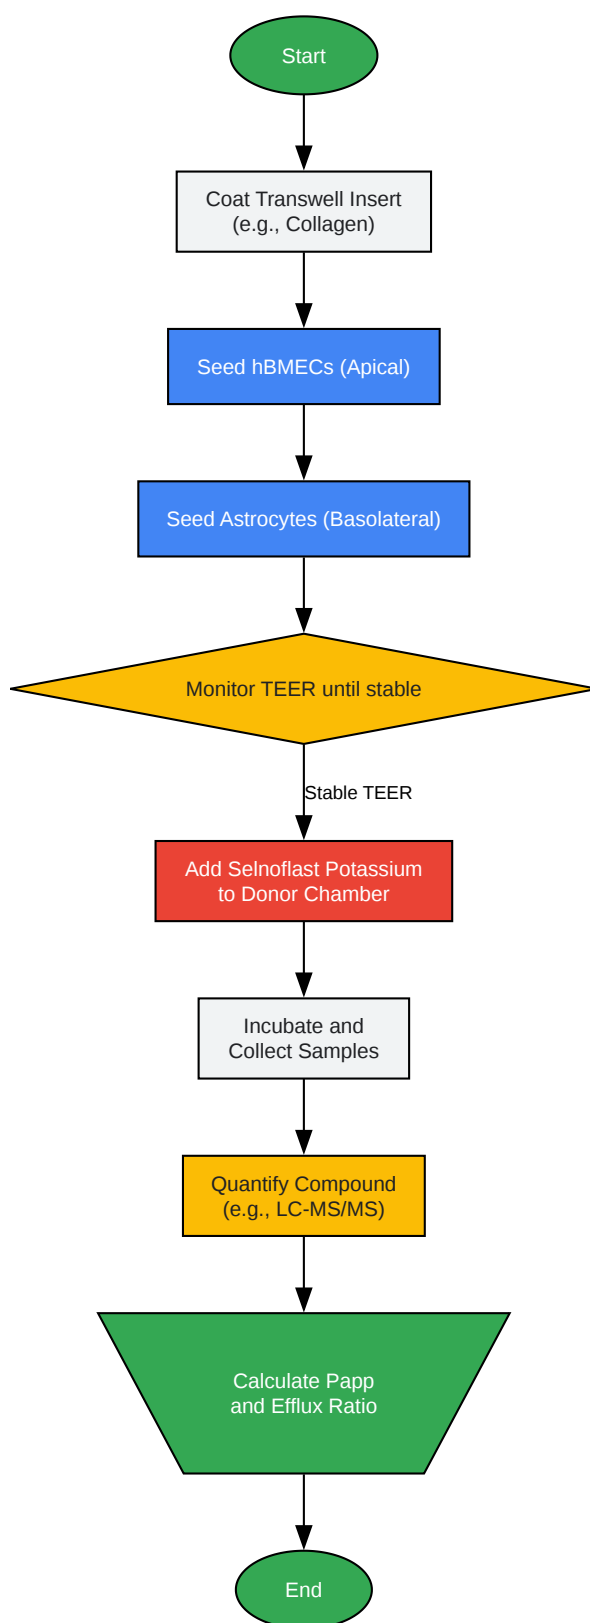 Start
Coat Transwell Insert
(e.g., Collagen)
Seed hBMECs (Apical)
Seed Astrocytes (Basolateral)
Monitor TEER until stable
Stable TEER
Add Selnoflast Potassium
to Donor Chamber
Incubate and
Collect Samples
Quantify Compound
(e.g., LC-MS/MS)
Calculate Papp
and Efflux Ratio
End